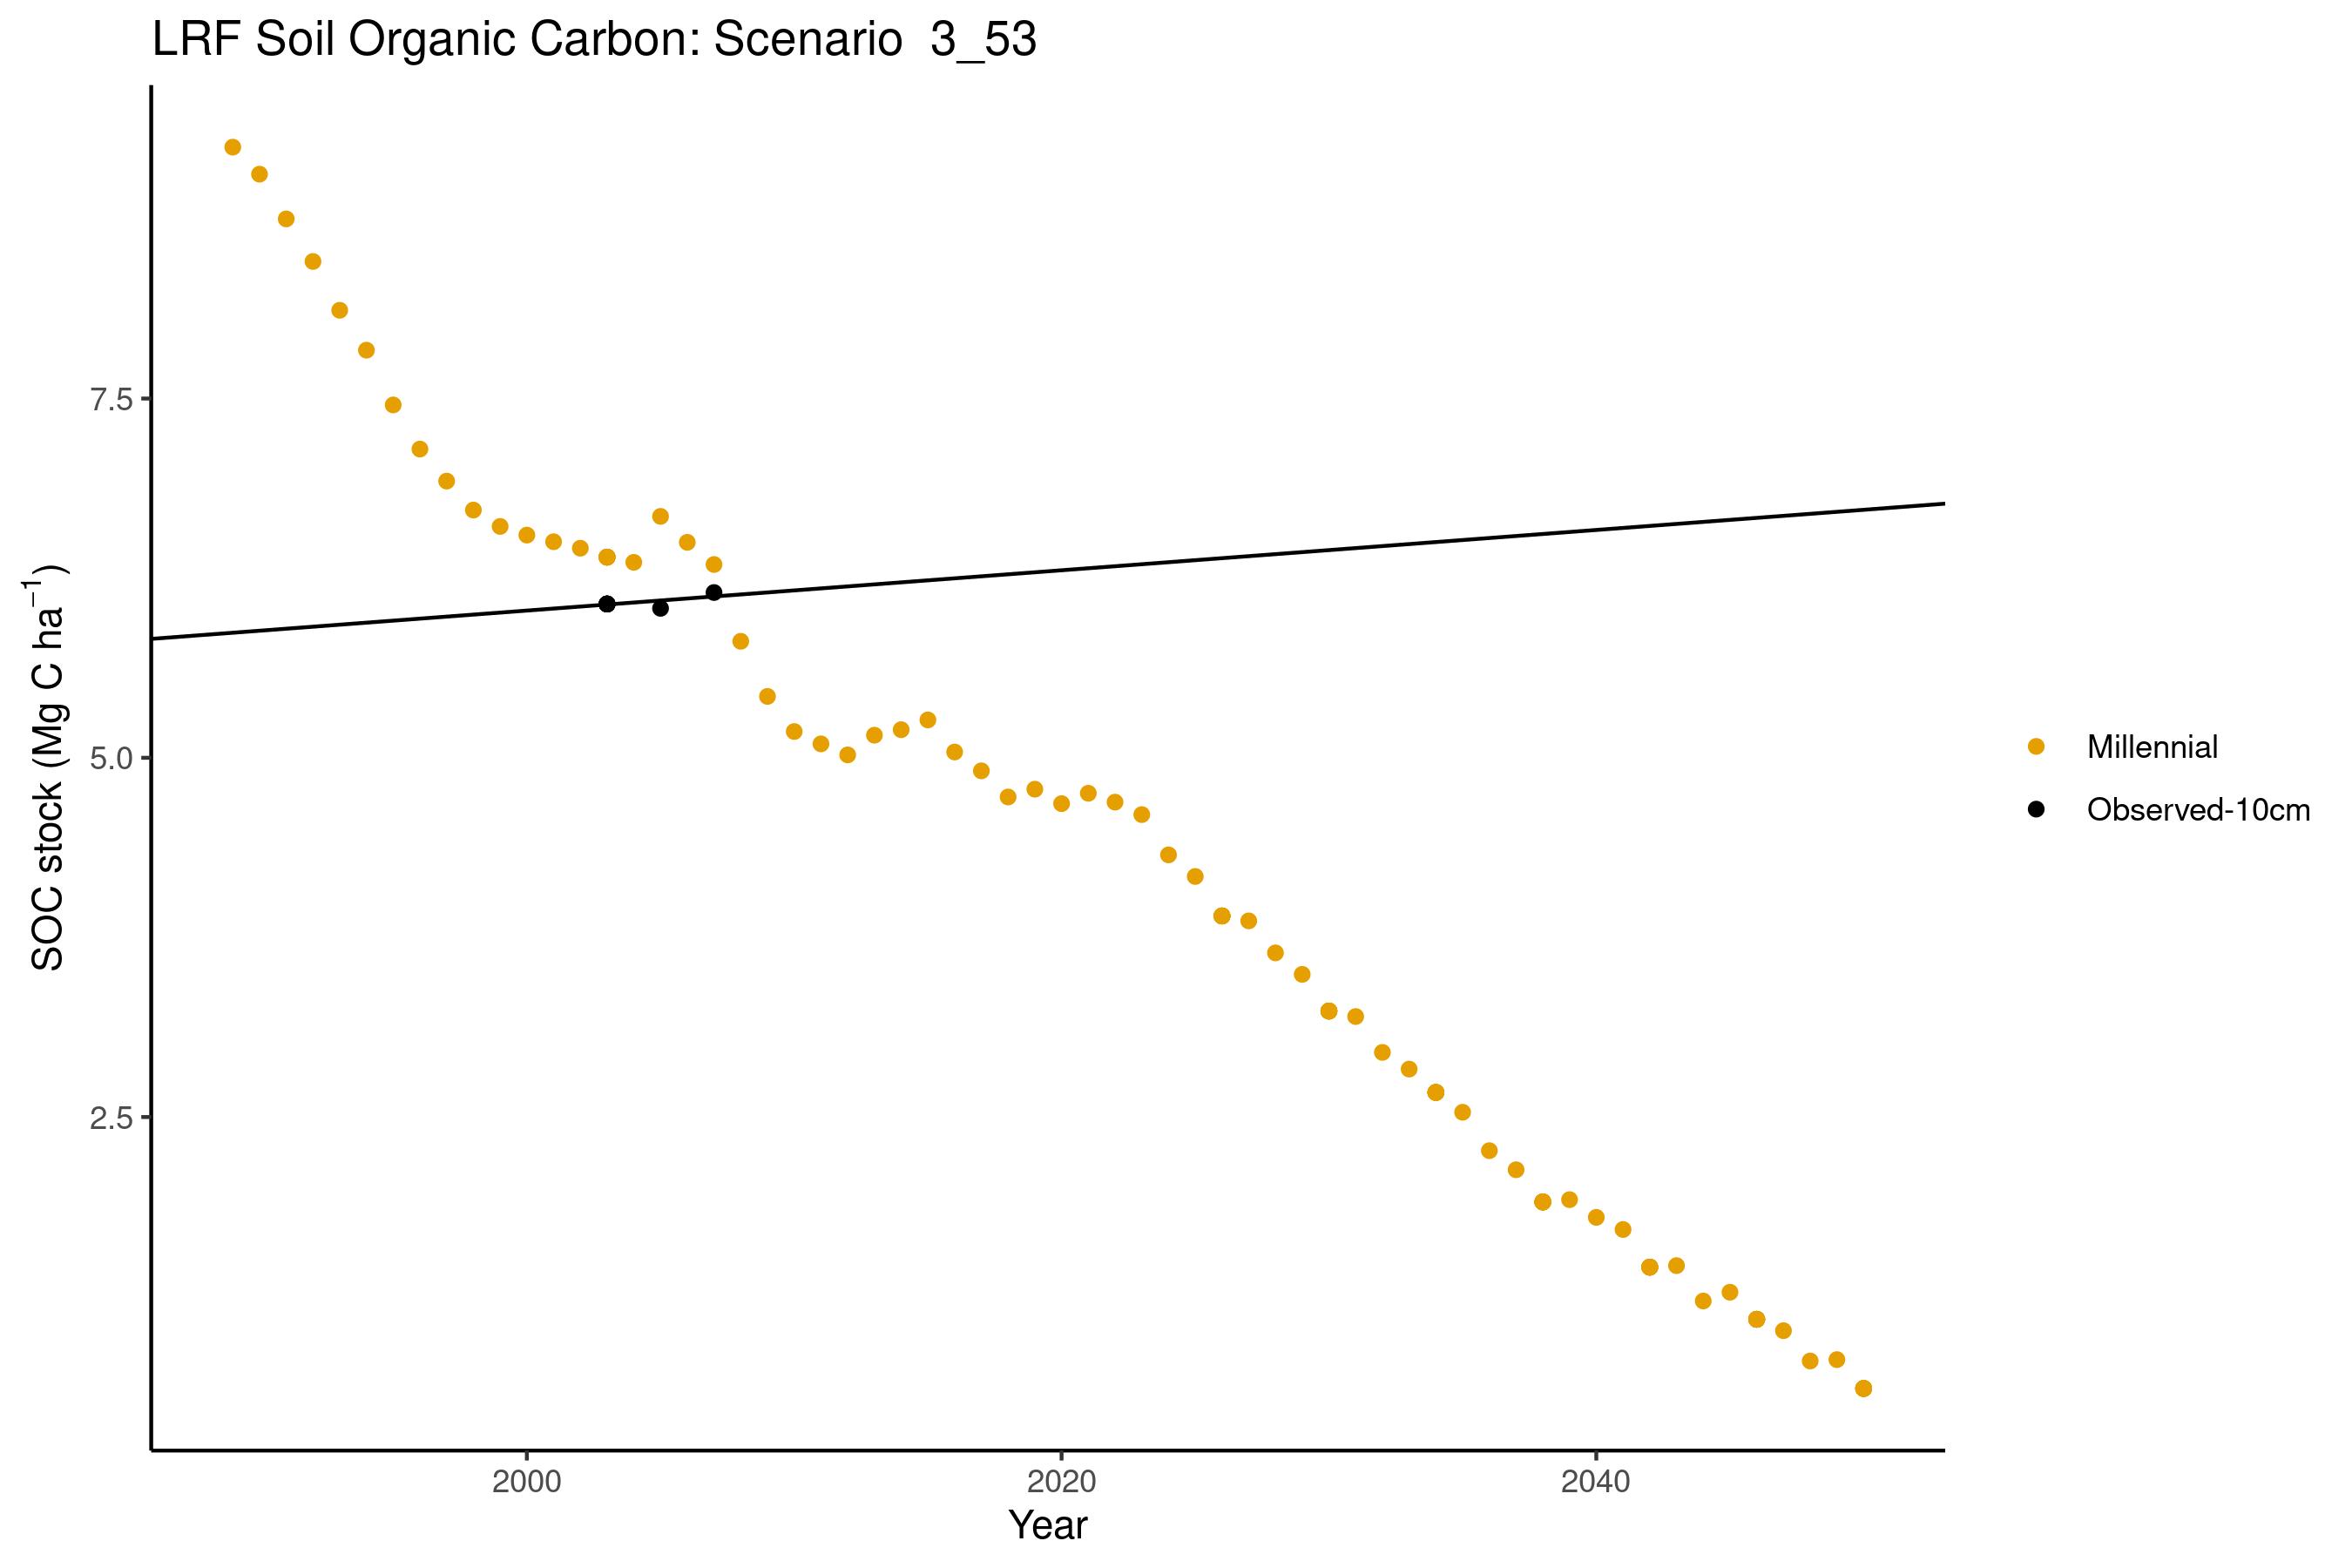 LRF Soil Organic Carbon: Scenario  3_53
SOC stock (Mg C ha⁻¹)
7.5
5.0
2.5
2000
2020
2040
Year
Millennial
Observed-10cm